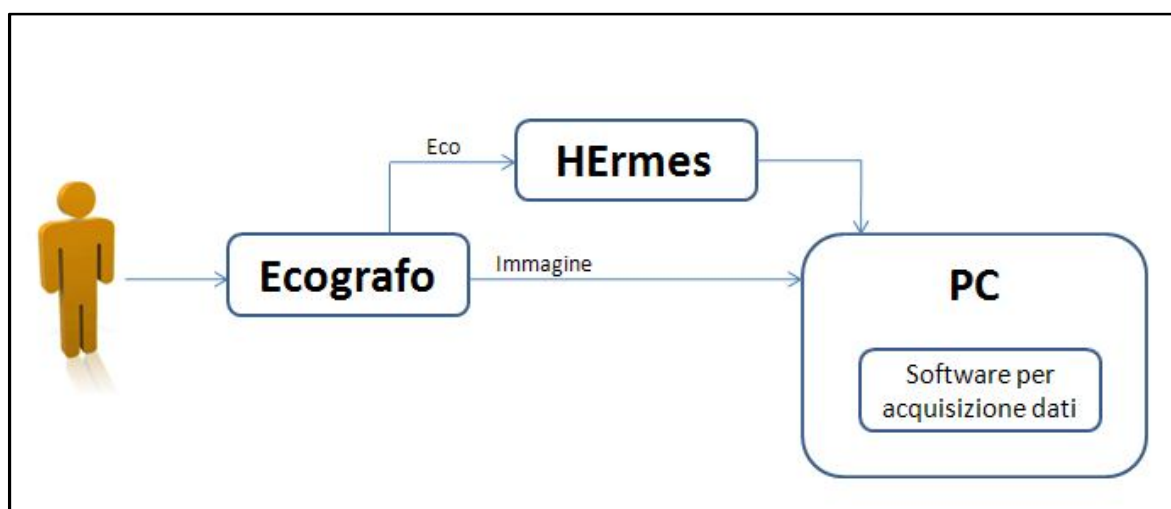 Eco
HErmes
Ecografo
Immagine
PC
Software per
acquisizione dati